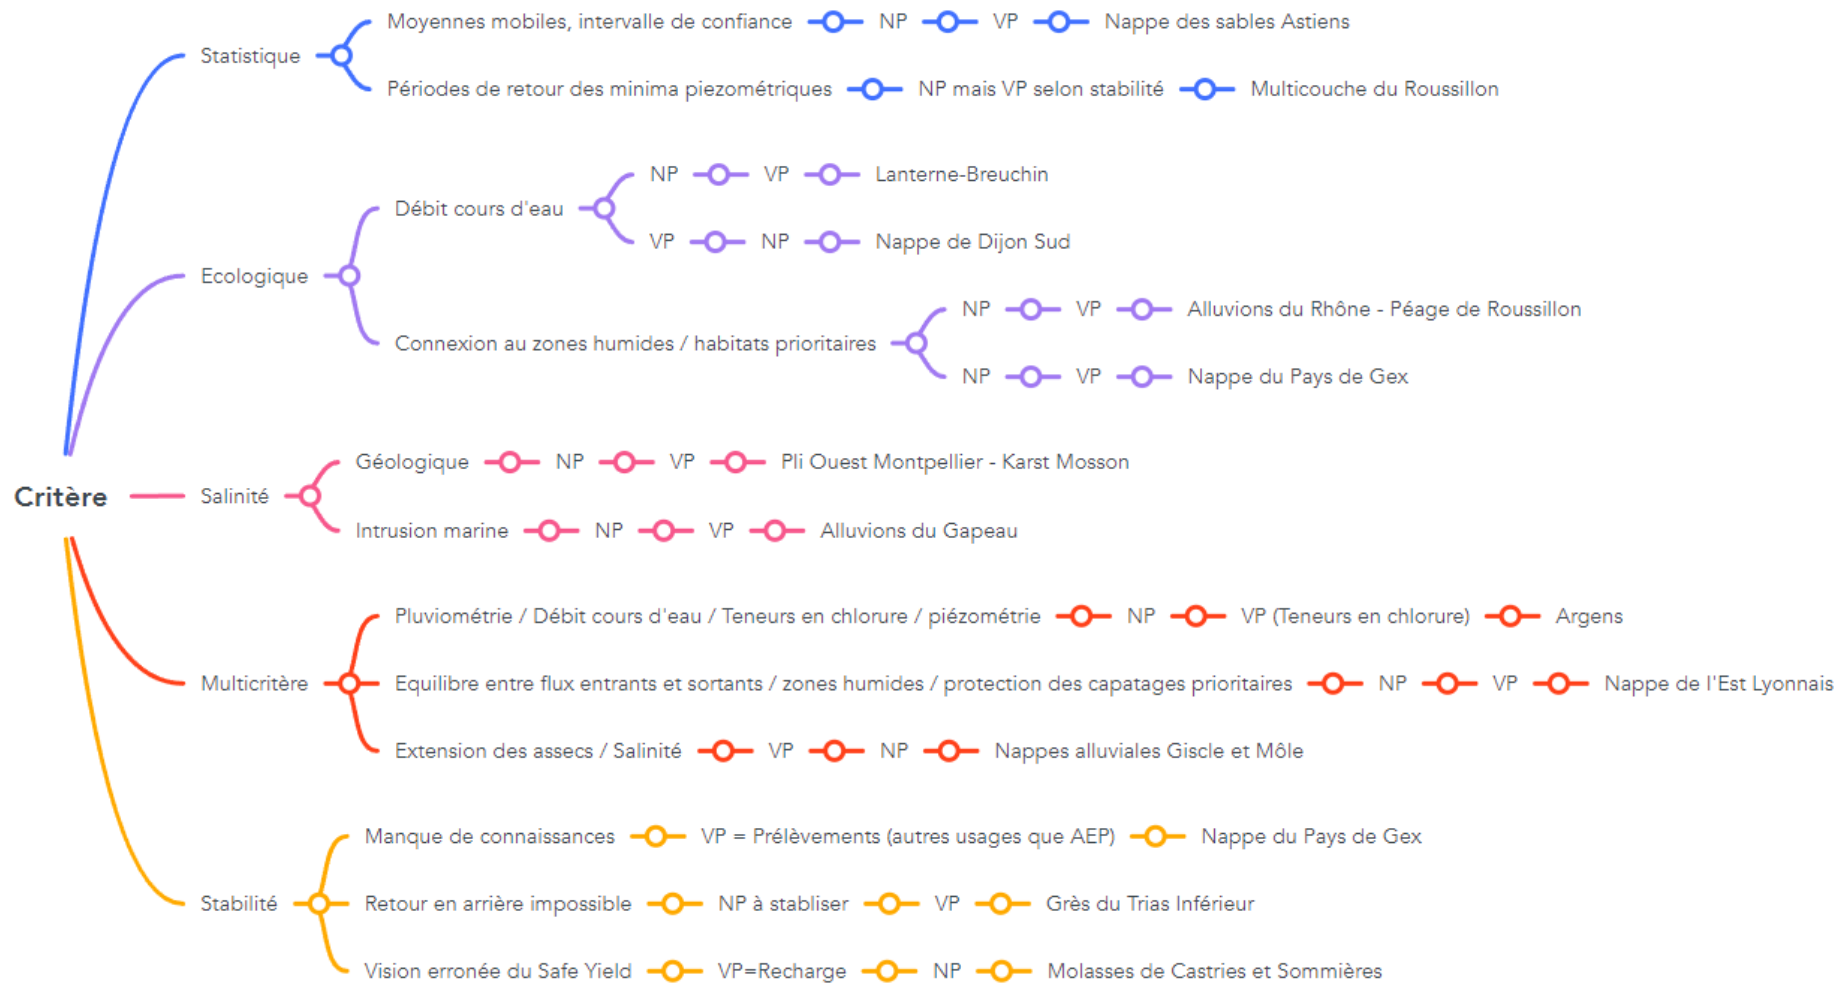 Critère
Statistique
Moyennes mobiles, intervalle de confiance NP VP Nappe des sables Astiens
Périodes de retour des minima piezométriques NP mais VP selon stabilité Multicouche du Roussillon
Ecologique
Débit cours d'eau
NP VP Lanterne-Breuchin
VP NP Nappe de Dijon Sud
Connexion au zones humides / habitats prioritaires
NP VP Alluvions du Rhône - Péage de Roussillon
NP VP Nappe du Pays de Gex
Salinité
Géologique NP VP Pli Ouest Montpellier - Karst Mosson
Intrusion marine NP VP Alluvions du Gapeau
Multicritère
Pluviométrie / Débit cours d'eau / Teneurs en chlorure / piézométrie NP VP (Teneurs en chlorure) Argens
Equilibre entre flux entrants et sortants / zones humides / protection des capatages prioritaires NP VP Nappe de l'Est Lyonnais
Extension des assecs / Salinité VP NP Nappes alluviales Giscle et Môle
Stabilité
Manque de connaissances VP = Prélèvements (autres usages que AEP) Nappe du Pays de Gex
Retour en arrière impossible NP à stabliser VP Grès du Trias Inférieur
Vision erronée du Safe Yield VP=Recharge NP Molasses de Castries et Sommières